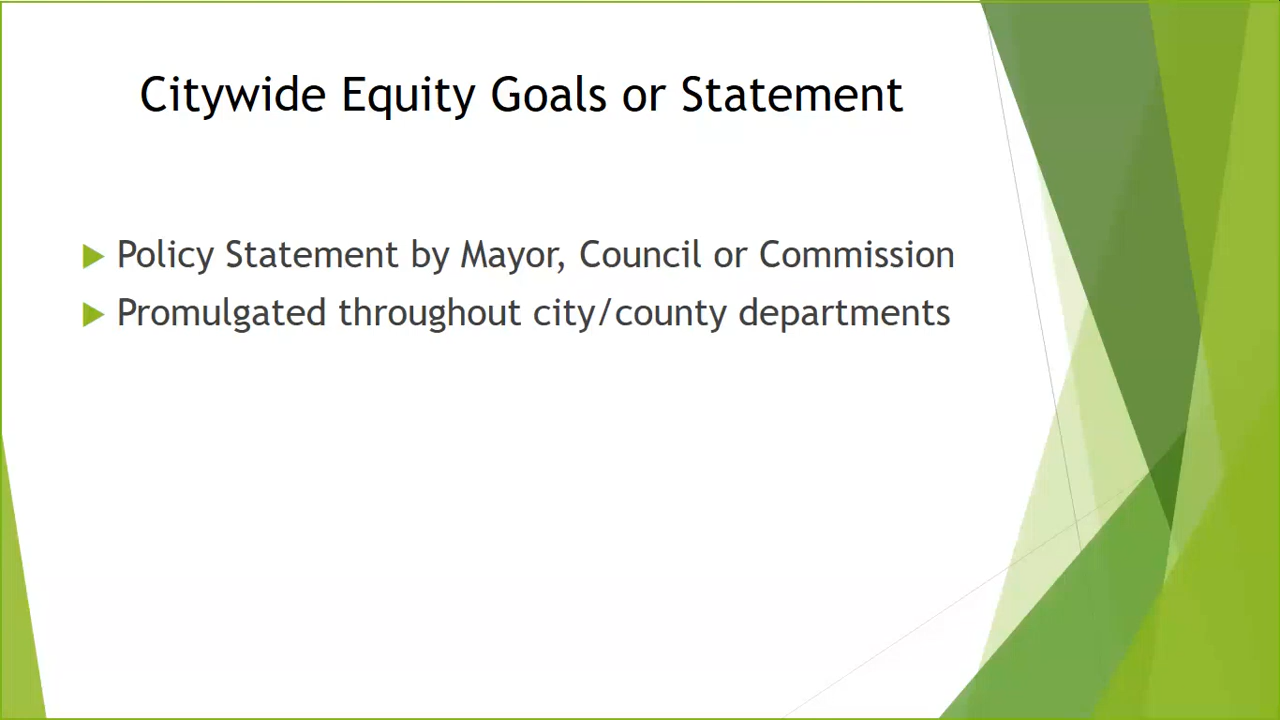 Citywide Equity Goals or Statement
Policy Statement by Mayor, Council or Commission
Promulgated throughout city/county departments